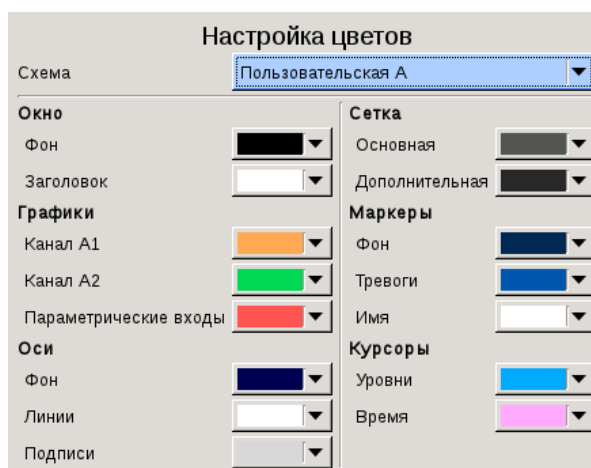 Настройка цветов
Схема
Пользовательская А
Окно
Фон
Заголовок
Графики
Канал А1
Канал А2
Параметрические входы
Оси
Фон
Линии
Подписи
Сетка
Основная
Дополнительная
Маркеры
Фон
Тревоги
Имя
Курсоры
Уровни
Время